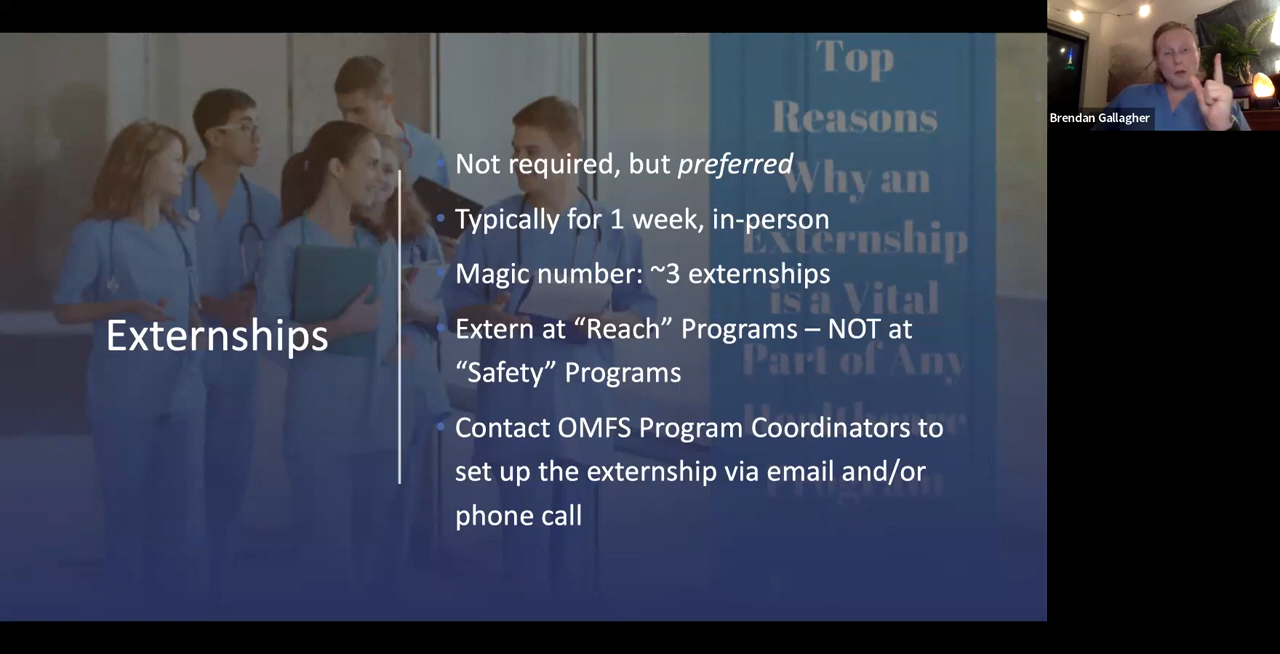 Externships
Not required, but preferred
Typically for 1 week, in-person
Magic number: ~3 externships
Extern at “Reach” Programs – NOT at
“Safety” Programs
Contact OMFS Program Coordinators to
set up the externship via email and/or
phone call
Top
Reasons
Why an
Externship
is a Vital
Part of Any
Healthcare
Program
Brendan Gallagher